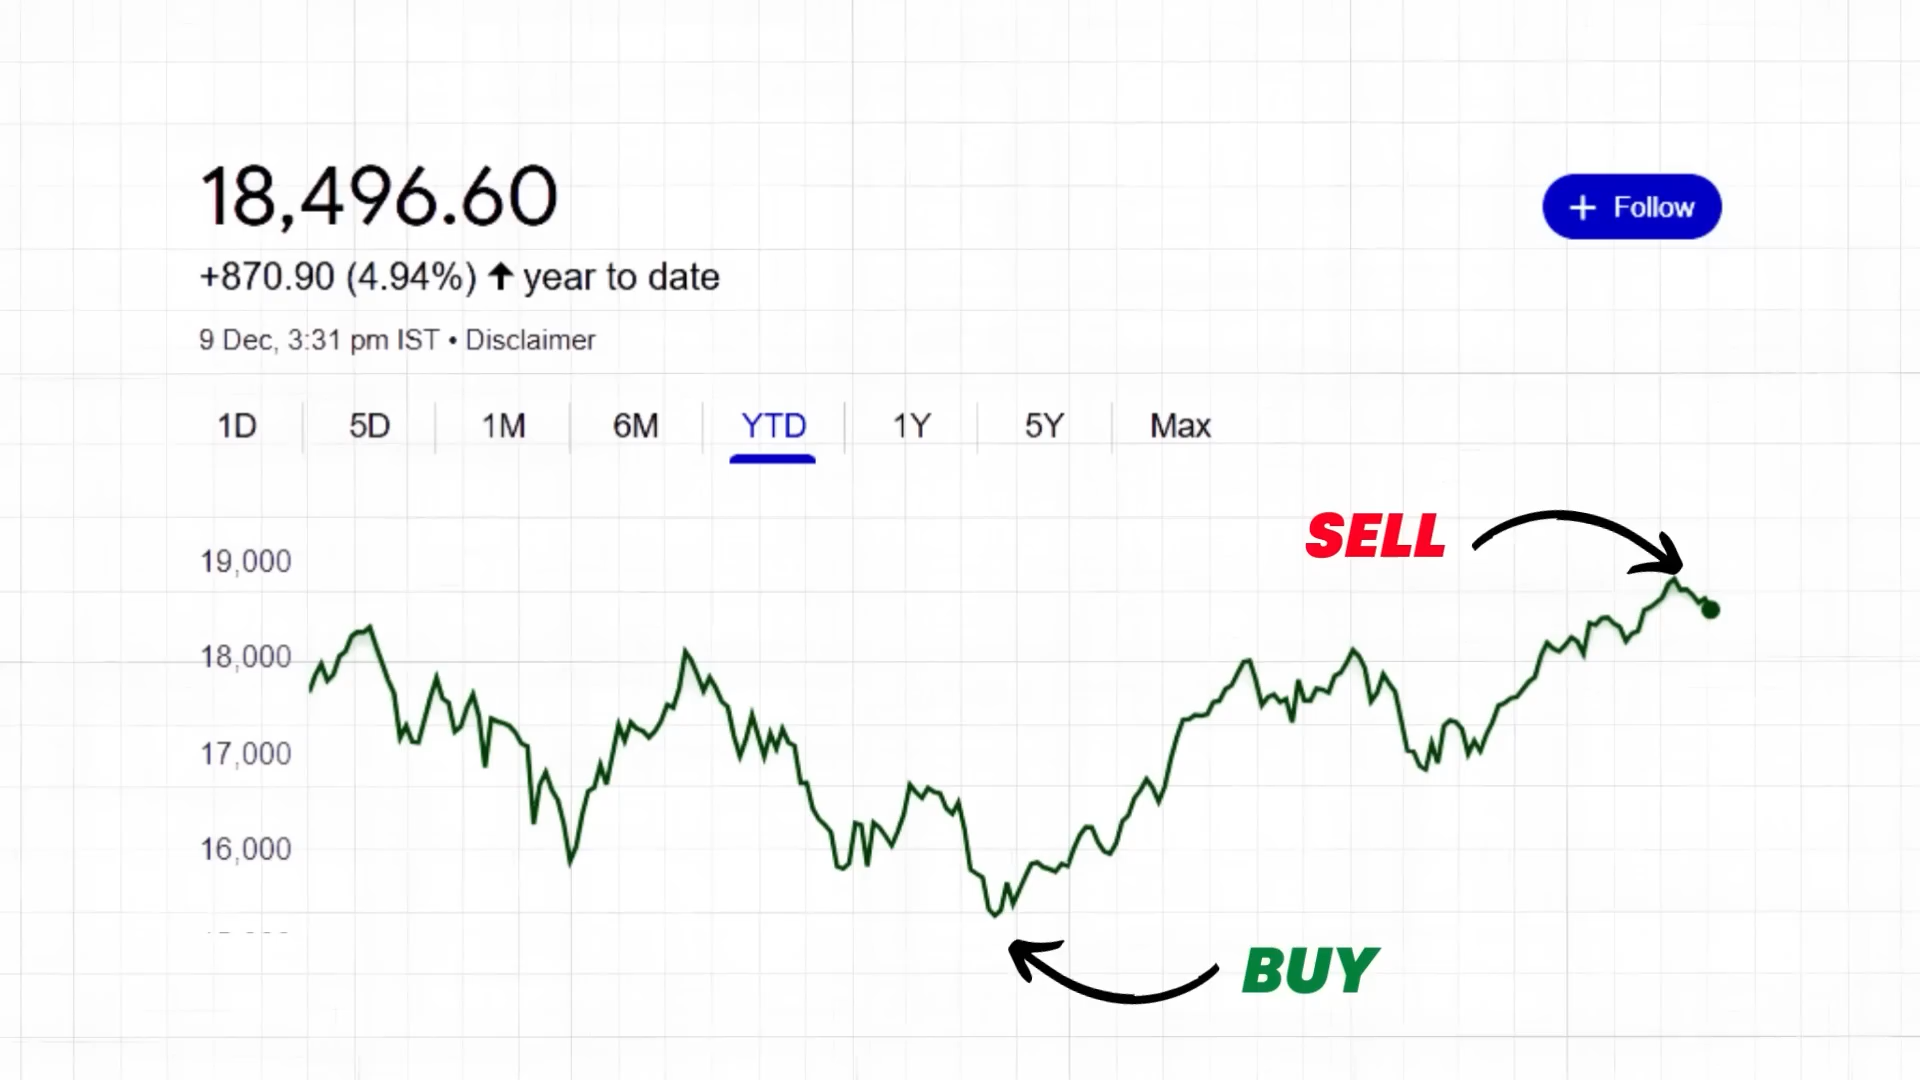 18,496.60
+ Follow
+870.90 (4.94%) ↑ year to date
9 Dec, 3:31 pm IST • Disclaimer
1D 5D 1M 6M YTD 1Y 5Y Max
SELL
19,000
18,000
17,000
16,000
BUY